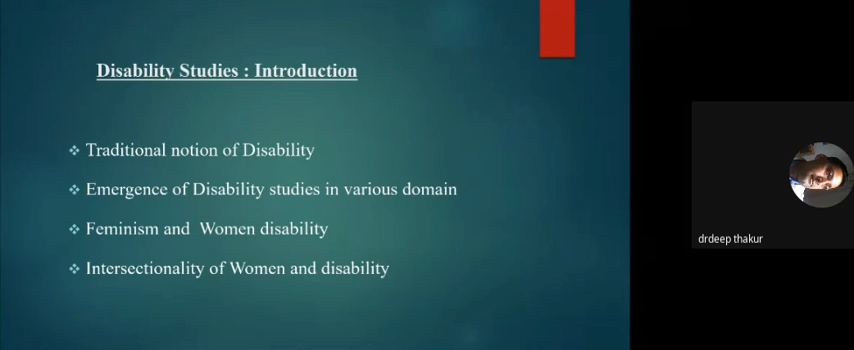 Disability Studies : Introduction
❖ Traditional notion of Disability
❖ Emergence of Disability studies in various domain
❖ Feminism and  Women disability
❖ Intersectionality of Women and disability
drdeep thakur